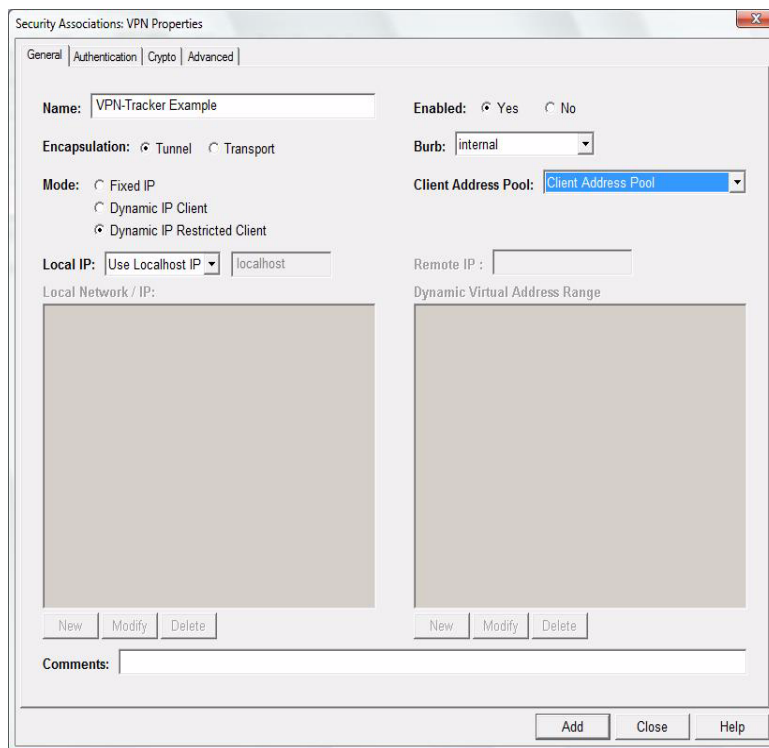 Security Associations: VPN Properties
General Authentication Crypto Advanced
Name: VPN-Tracker Example
Enabled: Yes No
Encapsulation: Tunnel Transport
Burb: internal
Mode: Fixed IP
Client Address Pool: Client Address Pool
Dynamic IP Client
Dynamic IP Restricted Client
Local IP: Use Localhost IP localhost
Remote IP :
Local Network / IP:
Dynamic Virtual Address Range
New Modify Delete
New Modify Delete
Comments:
Add Close Help